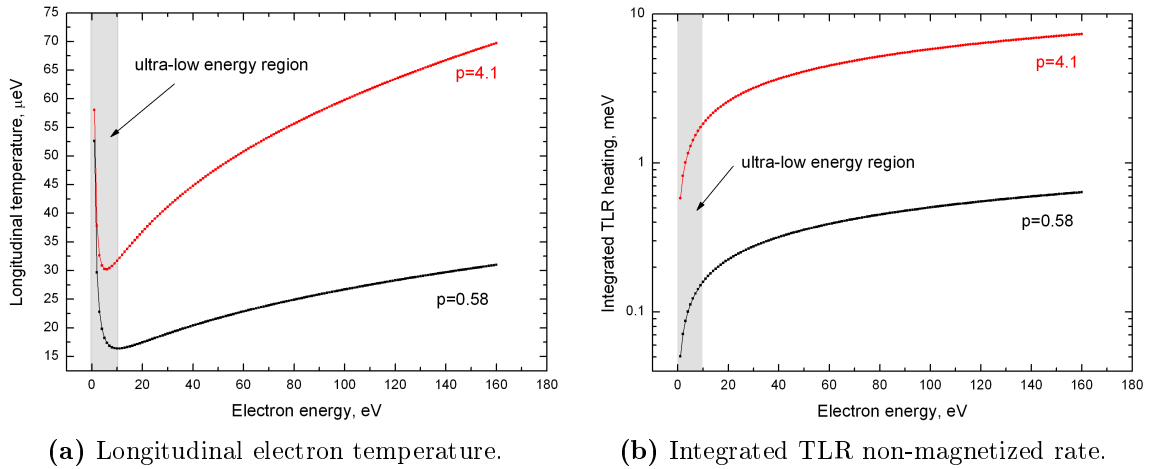 75
70
65
60
55
50
45
40
35
30
25
20
15
Longitudinal temperature, μeV
ultra-low energy region
p=4.1
p=0.58
0 20 40 60 80 100 120 140 160 180
Electron energy, eV
(a) Longitudinal electron temperature.
10
1
0.1
Integrated TLR heating, meV
p=4.1
ultra-low energy region
p=0.58
0 20 40 60 80 100 120 140 160 180
Electron energy, eV
(b) Integrated TLR non-magnetized rate.